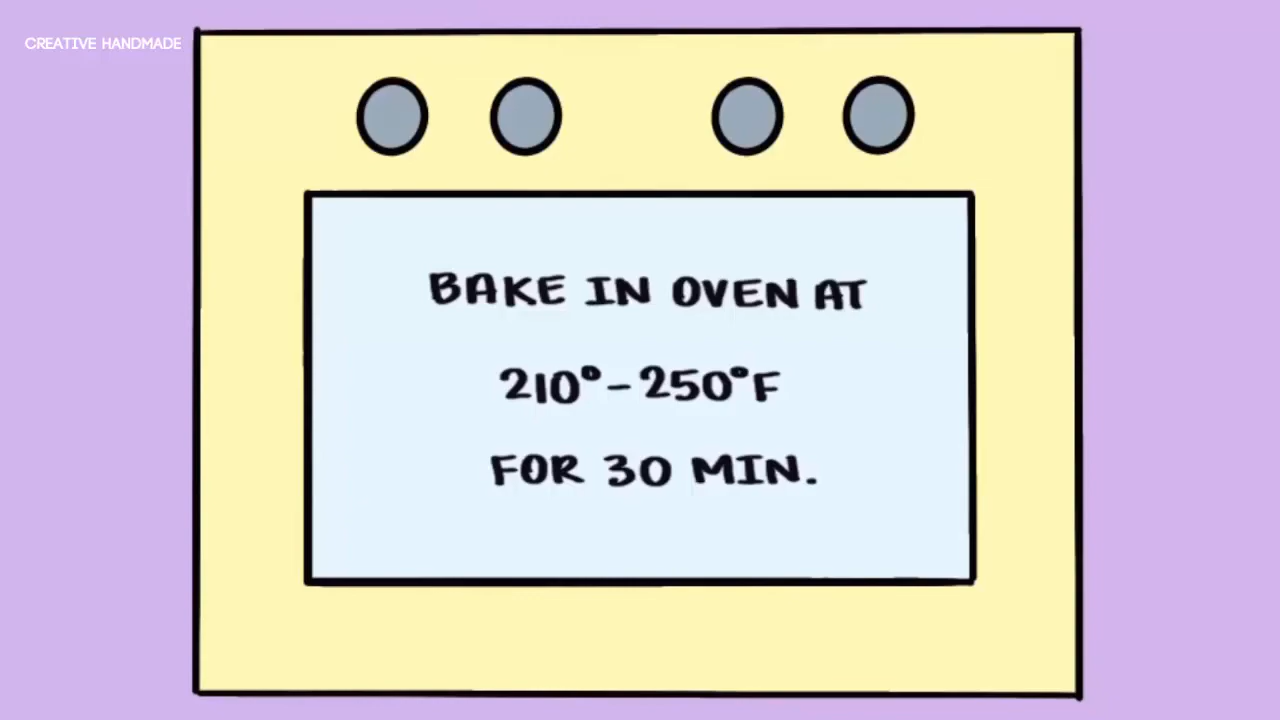 CREATIVE HANDMADE
BAKE IN OVEN AT
210°-250°F
FOR 30 MIN.